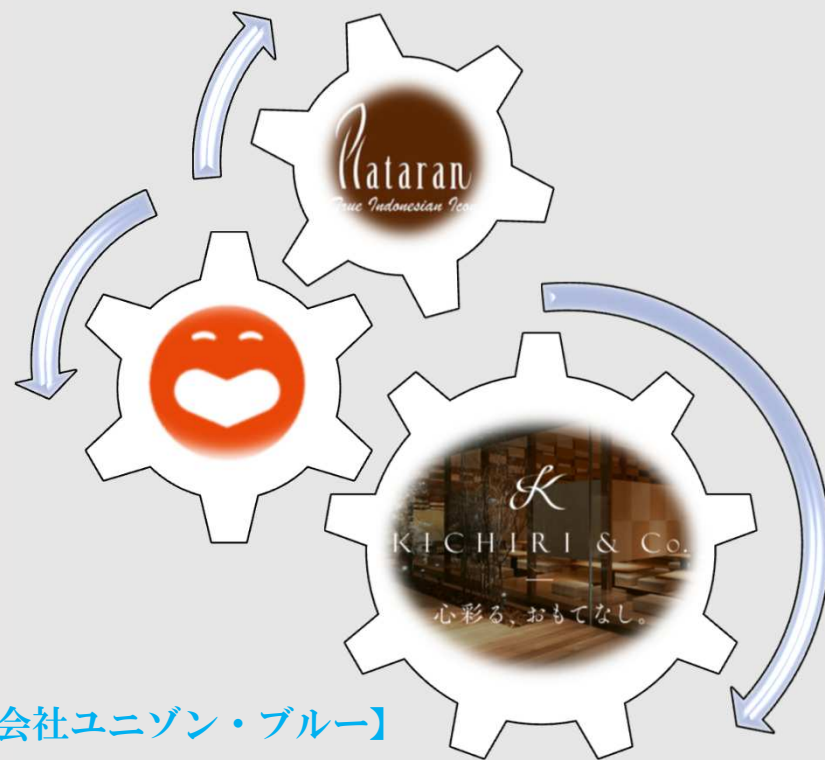 Plataran
True Indonesian Icon
K
KICHIRI & Co.
心彩る、おもてなし。
会社ユニゾン・ブルー】